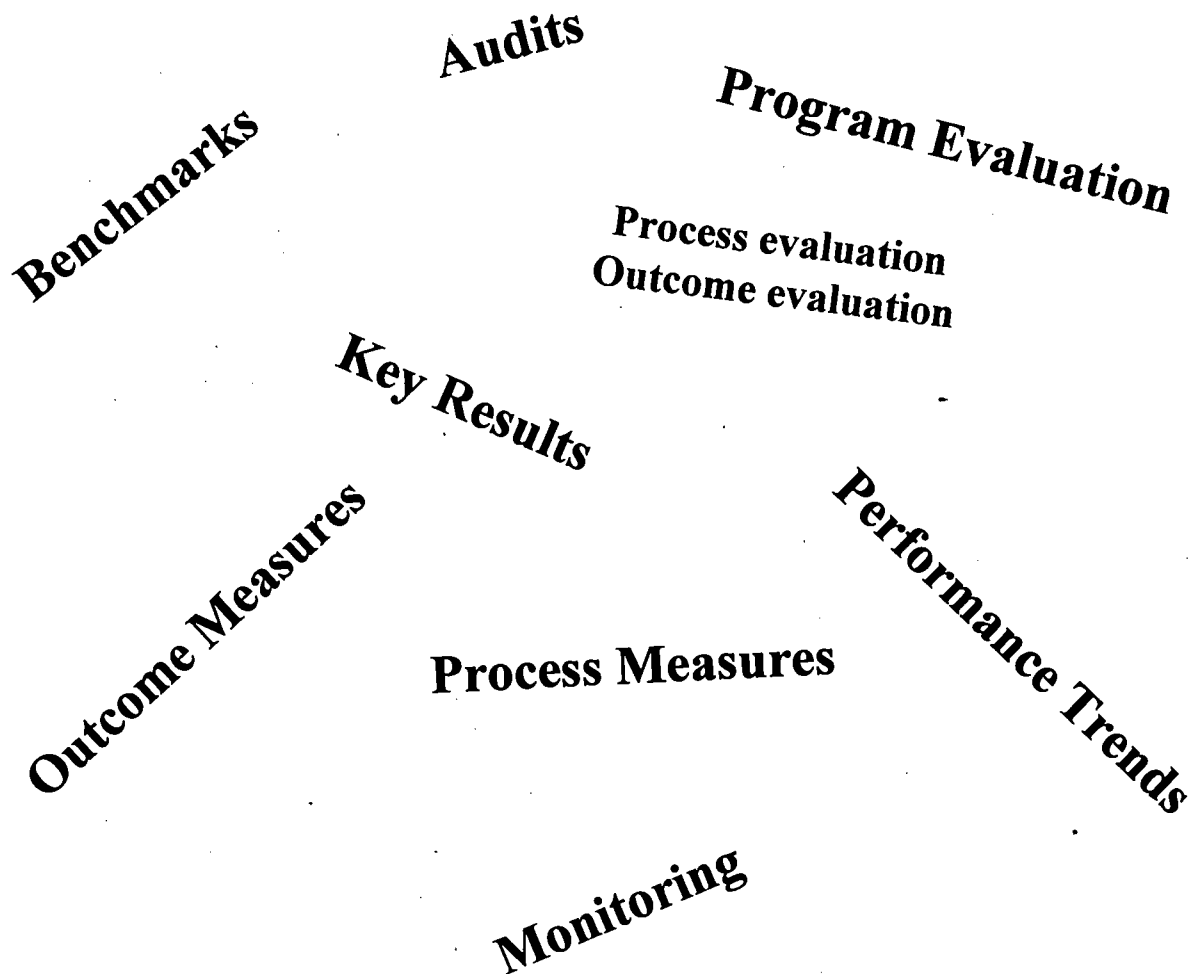 Audits
Program Evaluation
Benchmarks
Process evaluation
Outcome evaluation
Key Results
Performance Trends
Outcome Measures
Process Measures
Monitoring